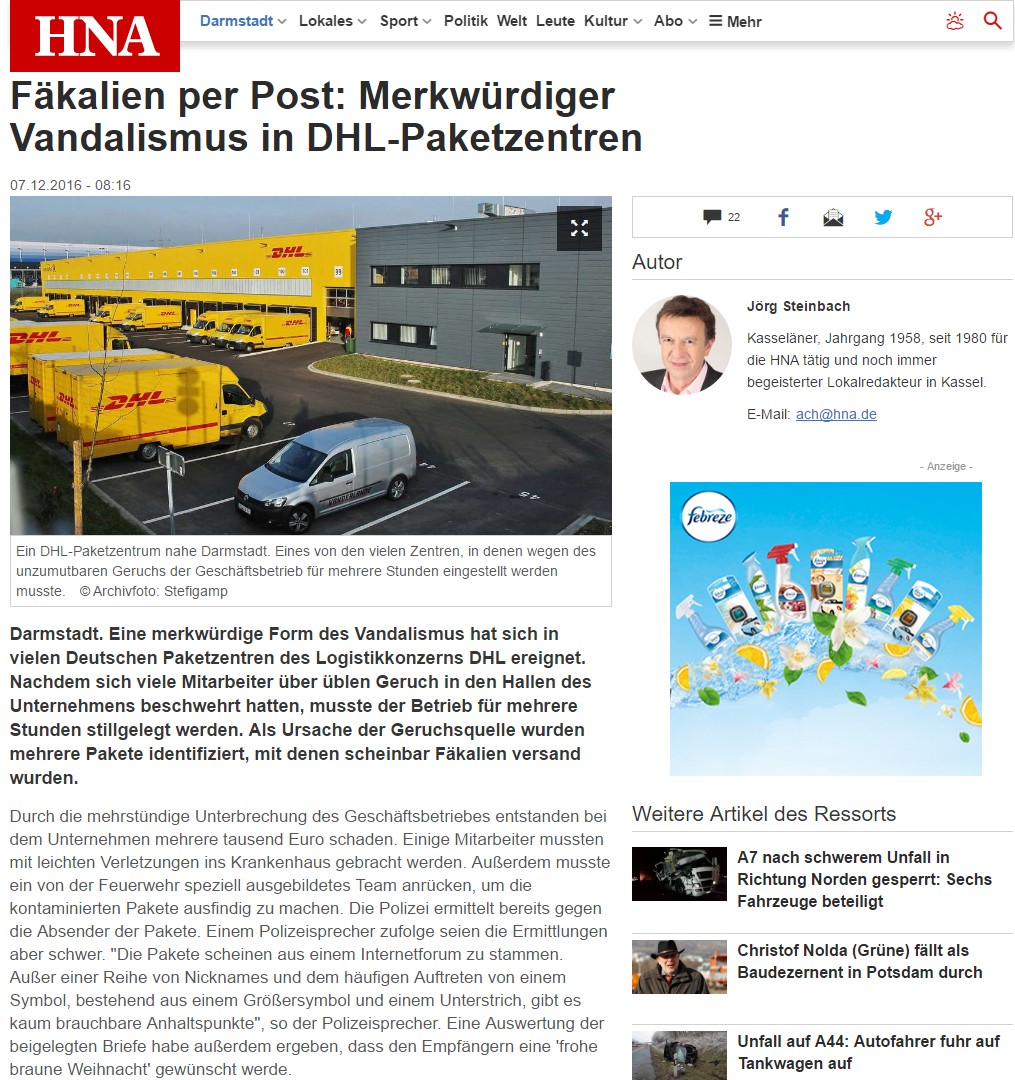 HNA
Darmstadt Lokales Sport Politik Welt Leute Kultur Abo Mehr
Fäkalien per Post: Merkwürdiger
Vandalismus in DHL-Paketzentren
07.12.2016 - 08:16
DHL
99
DHL
DHL
DHL
45
Ein DHL-Paketzentrum nahe Darmstadt. Eines von den vielen Zentren, in denen wegen des
unzumutbaren Geruchs der Geschäftsbetrieb für mehrere Stunden eingestellt werden
musste. © Archivfoto: Stefigamp
Darmstadt. Eine merkwürdige Form des Vandalismus hat sich in
vielen Deutschen Paketzentren des Logistikkonzerns DHL ereignet.
Nachdem sich viele Mitarbeiter über üblen Geruch in den Hallen des
Unternehmens beschwehrt hatten, musste der Betrieb für mehrere
Stunden stillgelegt werden. Als Ursache der Geruchsquelle wurden
mehrere Pakete identifiziert, mit denen scheinbar Fäkalien versand
wurden.
Durch die mehrstündige Unterbrechung des Geschäftsbetriebes entstanden bei
dem Unternehmen mehrere tausend Euro schaden. Einige Mitarbeiter mussten
mit leichten Verletzungen ins Krankenhaus gebracht werden. Außerdem musste
ein von der Feuerwehr speziell ausgebildetes Team anrücken, um die
kontaminierten Pakete ausfindig zu machen. Die Polizei ermittelt bereits gegen
die Absender der Pakete. Einem Polizeisprecher zufolge seien die Ermittlungen
aber schwer. "Die Pakete scheinen aus einem Internetforum zu stammen.
Außer einer Reihe von Nicknames und dem häufigen Auftreten von einem
Symbol, bestehend aus einem Größersymbol und einem Unterstrich, gibt es
kaum brauchbare Anhaltspunkte", so der Polizeisprecher. Eine Auswertung der
beigelegten Briefe habe außerdem ergeben, dass den Empfängern eine 'frohe
braune Weihnacht' gewünscht werde.
22
Autor
Jörg Steinbach
Kasseläner, Jahrgang 1958, seit 1980 für
die HNA tätig und noch immer
begeisterter Lokalredakteur in Kassel.
E-Mail: ach@hna.de
- Anzeige -
febreze
Weitere Artikel des Ressorts
A7 nach schwerem Unfall in
Richtung Norden gesperrt: Sechs
Fahrzeuge beteiligt
Christof Nolda (Grüne) fällt als
Baudezernent in Potsdam durch
Unfall auf A44: Autofahrer fuhr auf
Tankwagen auf